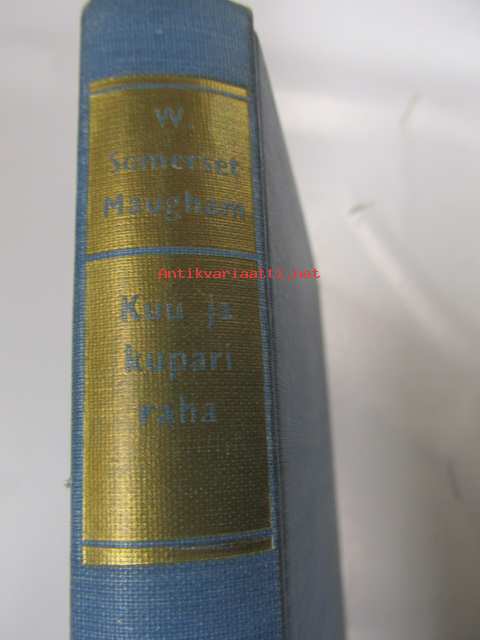 W.
Somerset
Maugham
Antikvariaatti.net
Kuu ja
kupari
raha